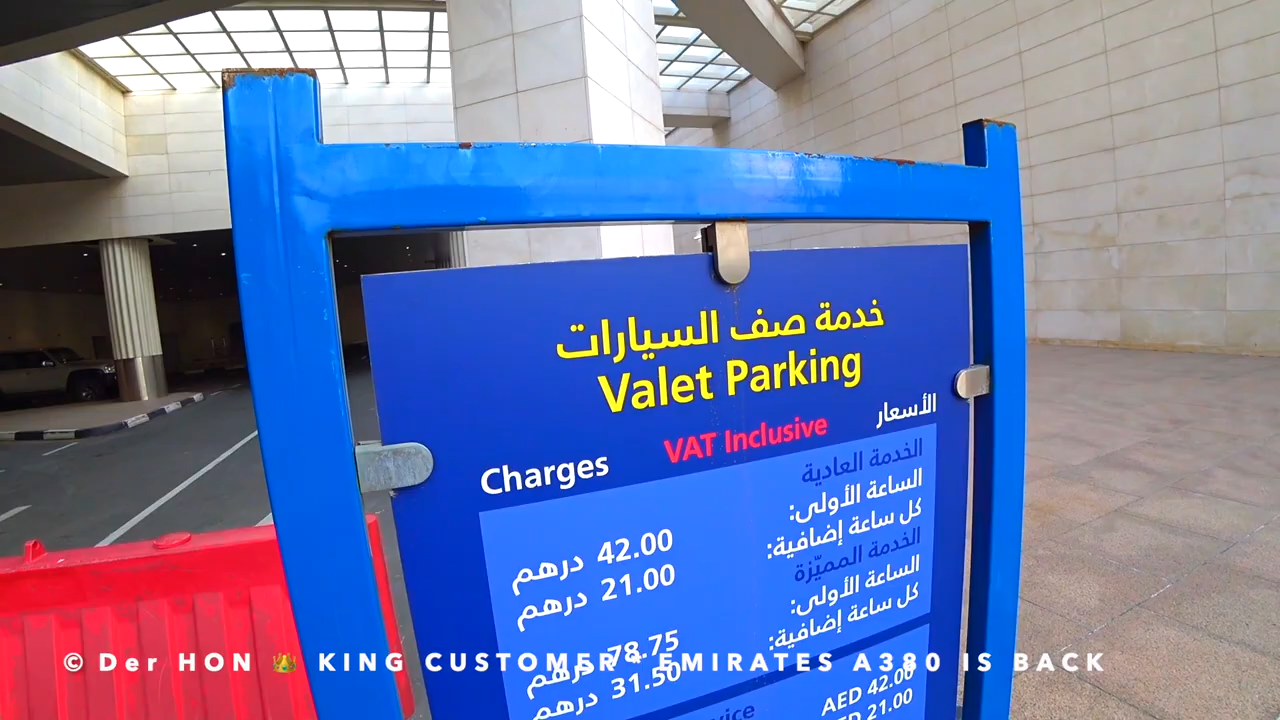 خدمة صف السيارات
Valet Parking
VAT Inclusive
Charges
الأسعار
الخدمة العادية
الساعة الأولى:
42.00 درهم
كل ساعة إضافية:
21.00 درهم
الخدمة المميّزة
الساعة الأولى:
78.75 درهم
كل ساعة إضافية:
31.50 درهم
AED 42.00
21.00
© Der HON 👑 KING CUSTOMER + EMIRATES A380 IS BACK